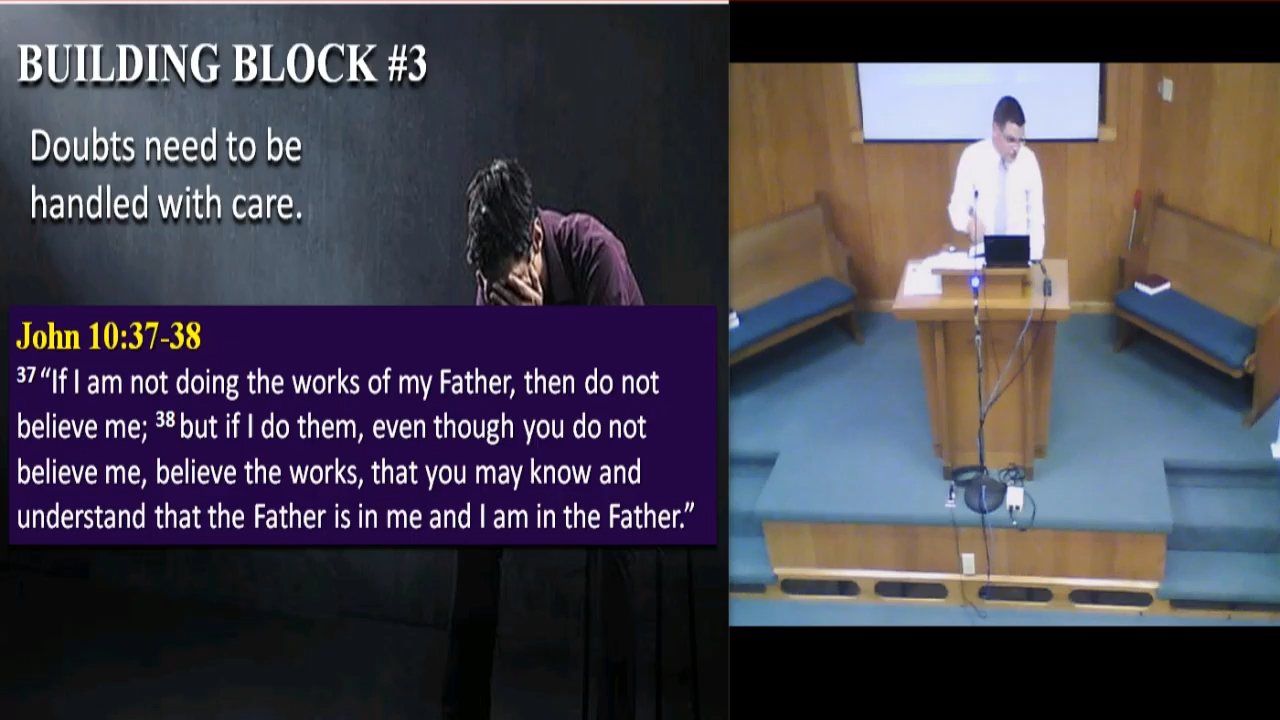 BUILDING BLOCK #3
Doubts need to be
handled with care.
John 10:37-38
37 “If I am not doing the works of my Father, then do not
believe me; 38 but if I do them, even though you do not
believe me, believe the works, that you may know and
understand that the Father is in me and I am in the Father.”